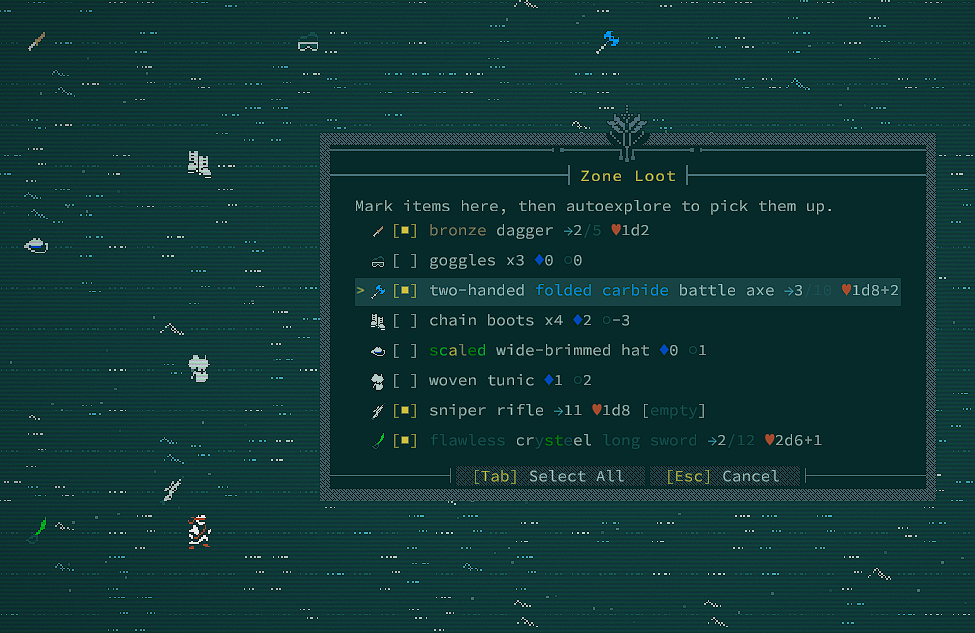 Zone Loot
Mark items here, then autoexplore to pick them up.
[■] bronze dagger →2/5 ♥1d2
[ ] goggles x3 ◆0 ○0
> [■] two-handed folded carbide battle axe →3/10 ♥1d8+2
[ ] chain boots x4 ◆2 ○-3
[ ] scaled wide-brimmed hat ◆0 ○1
[ ] woven tunic ◆1 ○2
[■] sniper rifle →11 ♥1d8 [empty]
[■] flawless crysteel long sword →2/12 ♥2d6+1
[Tab] Select All [Esc] Cancel